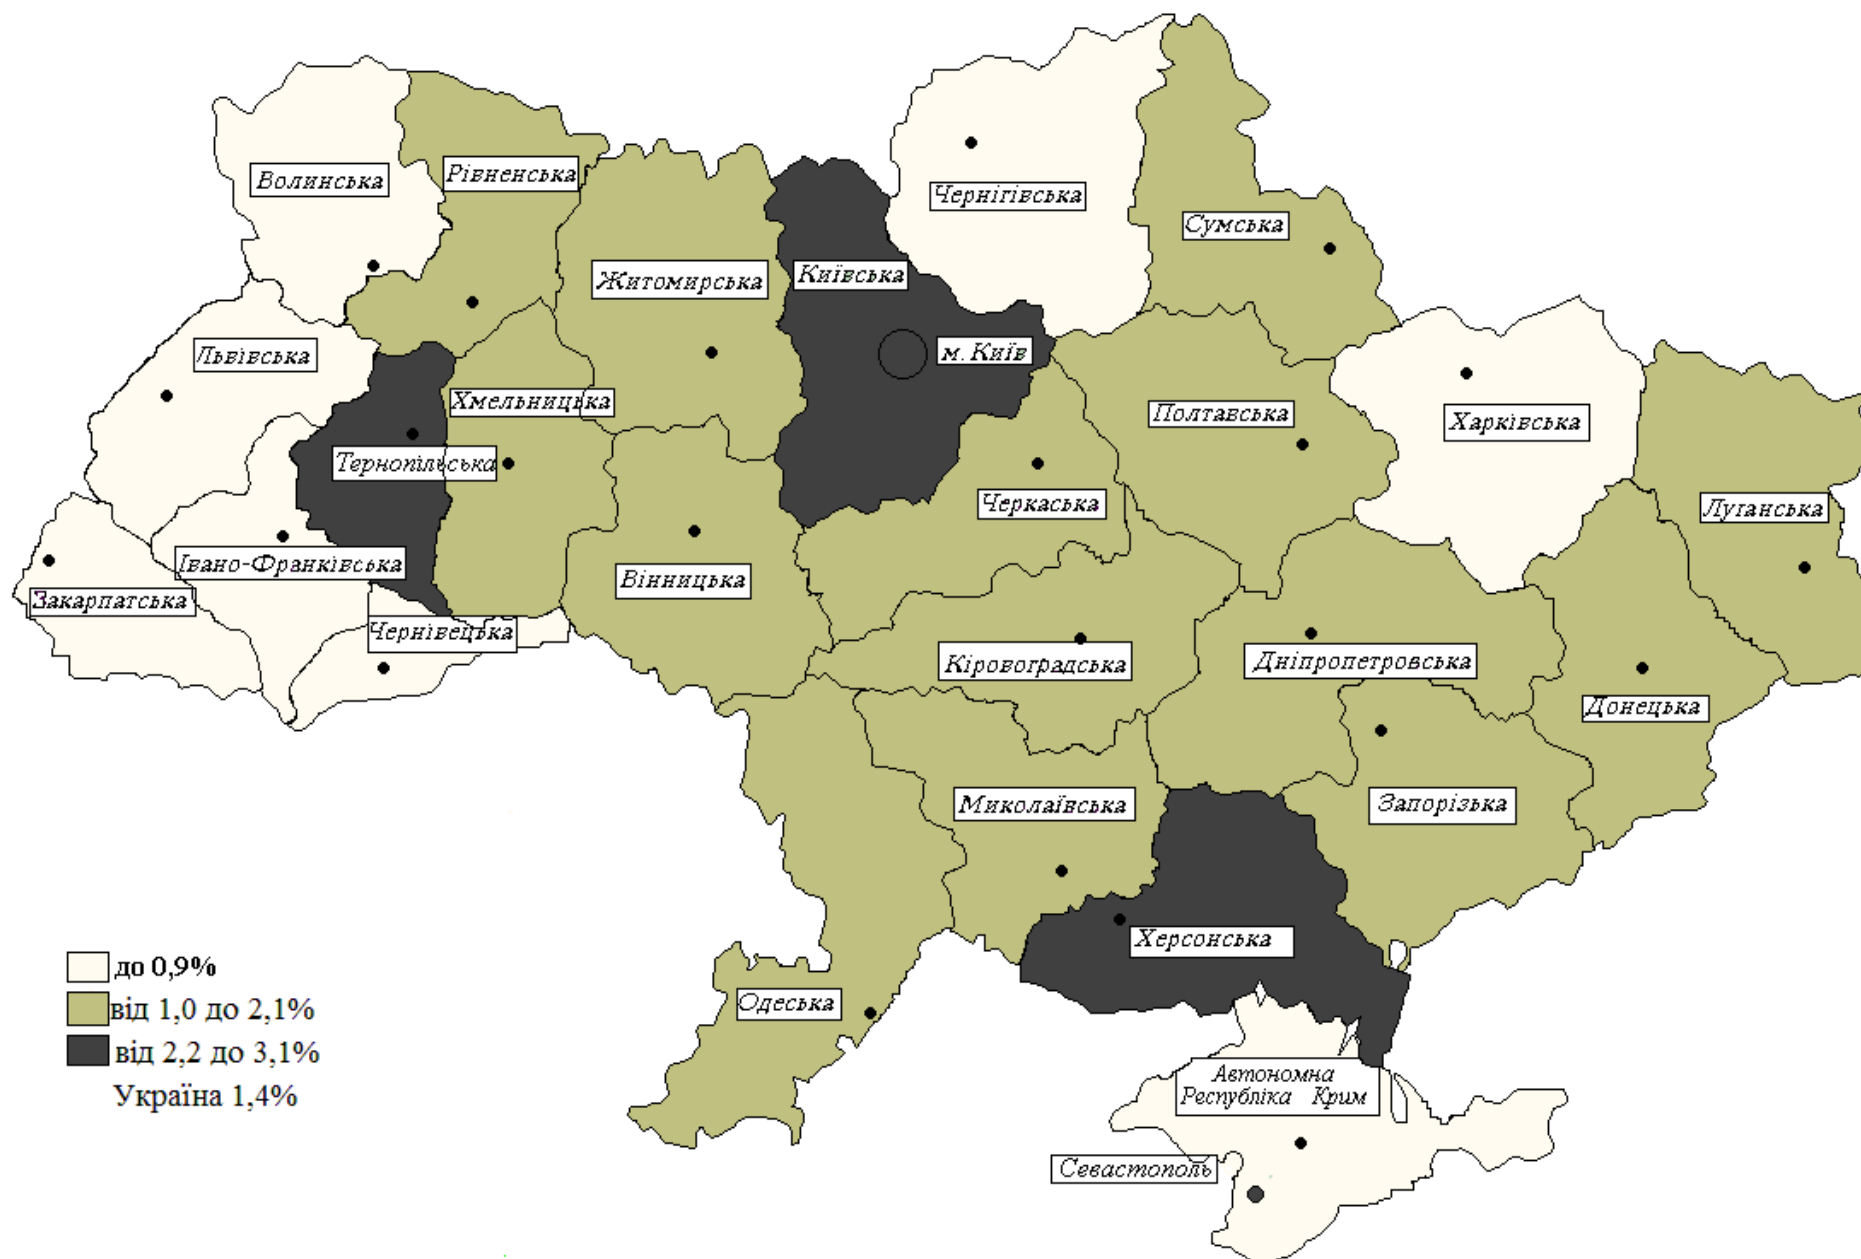 Волинська
Рівненська
Чернігівська
Сумська
Житомирська
Київська
Львівська
м. Київ
Хмельницька
Полтавська
Харківська
Тернопільська
Черкаська
Луганська
Івано-Франківська
Вінницька
Закарпатська
Чернівецька
Кіровоградська
Дніпропетровська
Донецька
Миколаївська
Запорізька
Херсонська
Одеська
до 0,9%
від 1,0 до 2,1%
від 2,2 до 3,1%
Україна 1,4%
Автономна
Республіка Крим
Севастополь